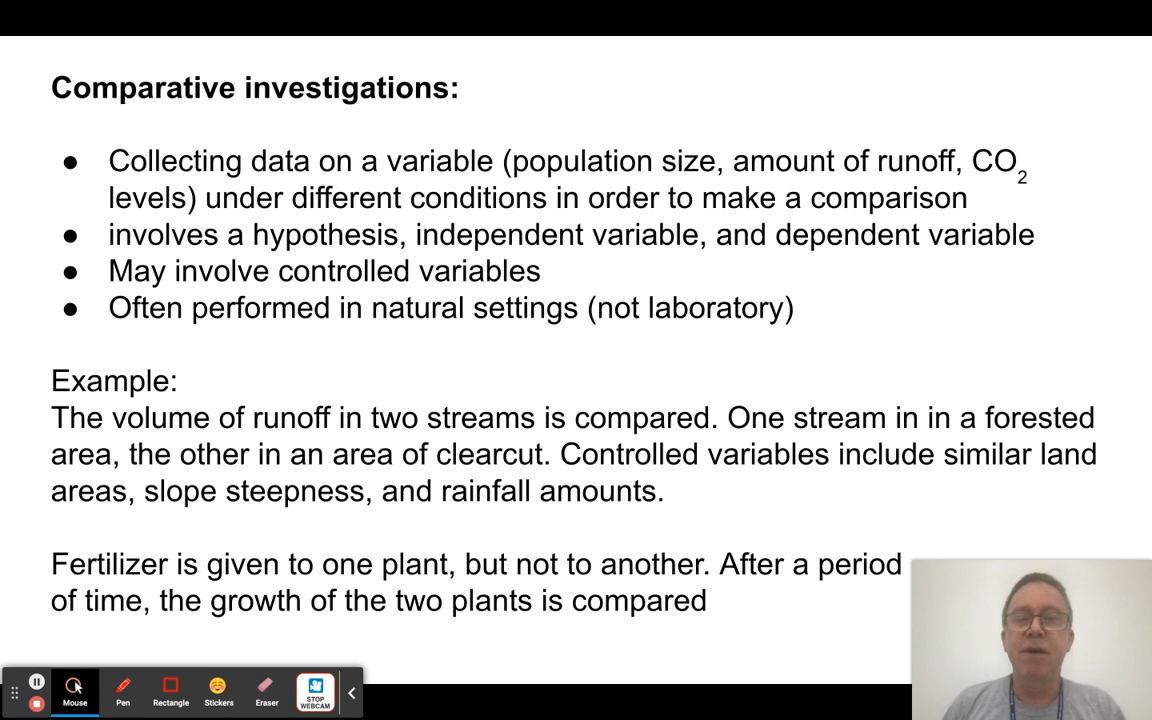 Comparative investigations:
● Collecting data on a variable (population size, amount of runoff, CO2
levels) under different conditions in order to make a comparison
● involves a hypothesis, independent variable, and dependent variable
● May involve controlled variables
● Often performed in natural settings (not laboratory)
Example:
The volume of runoff in two streams is compared. One stream in in a forested
area, the other in an area of clearcut. Controlled variables include similar land
areas, slope steepness, and rainfall amounts.
Fertilizer is given to one plant, but not to another. After a period
of time, the growth of the two plants is compared
Mouse Pen Rectangle Stickers Eraser STOP
WEBCAM